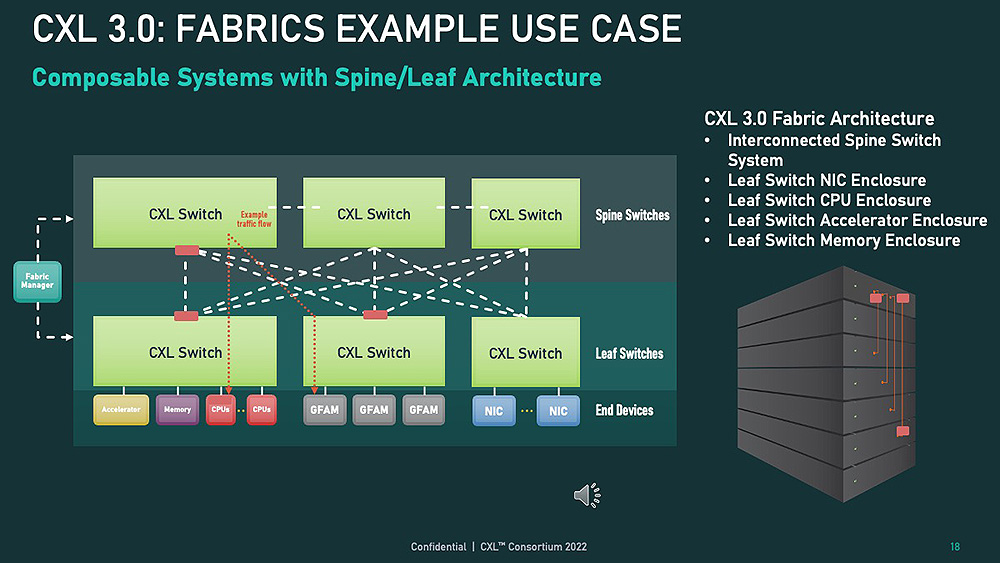 CXL 3.0: FABRICS EXAMPLE USE CASE
Composable Systems with Spine/Leaf Architecture
CXL 3.0 Fabric Architecture
• Interconnected Spine Switch
System
• Leaf Switch NIC Enclosure
• Leaf Switch CPU Enclosure
• Leaf Switch Accelerator Enclosure
• Leaf Switch Memory Enclosure
CXL Switch
Example
traffic flow
CXL Switch
CXL Switch
Spine Switches
Fabric
Manager
CXL Switch
CXL Switch
CXL Switch
Leaf Switches
Accelerator
Memory
CPUs
CPUs
GFAM
GFAM
GFAM
NIC
NIC
End Devices
Confidential | CXL™ Consortium 2022
18